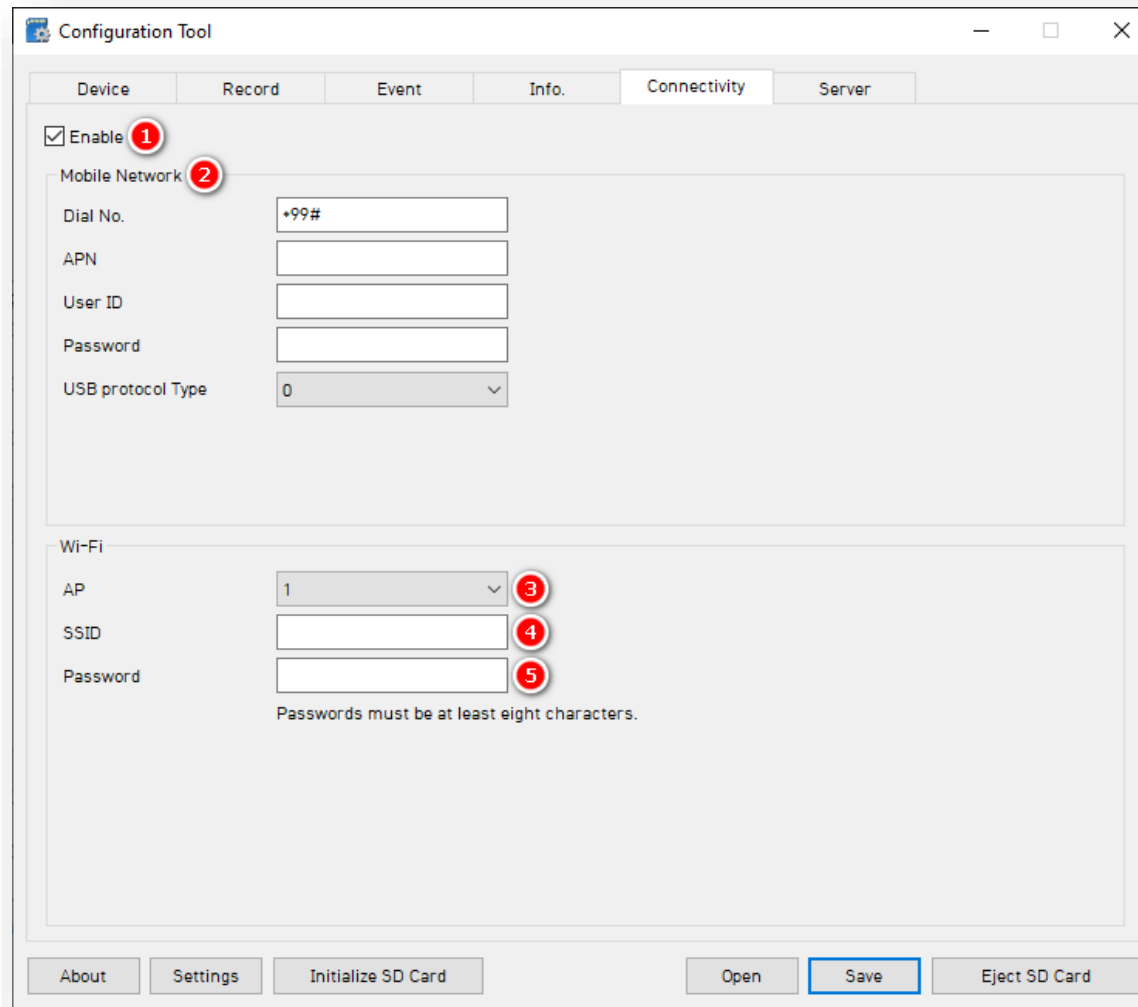 Configuration Tool
Device Record Event Info. Connectivity Server
Enable 1
Mobile Network 2
Dial No. *99#
APN
User ID
Password
USB protocol Type 0
Wi-Fi
AP 1 3
SSID 4
Password 5
Passwords must be at least eight characters.
About Settings Initialize SD Card Open Save Eject SD Card